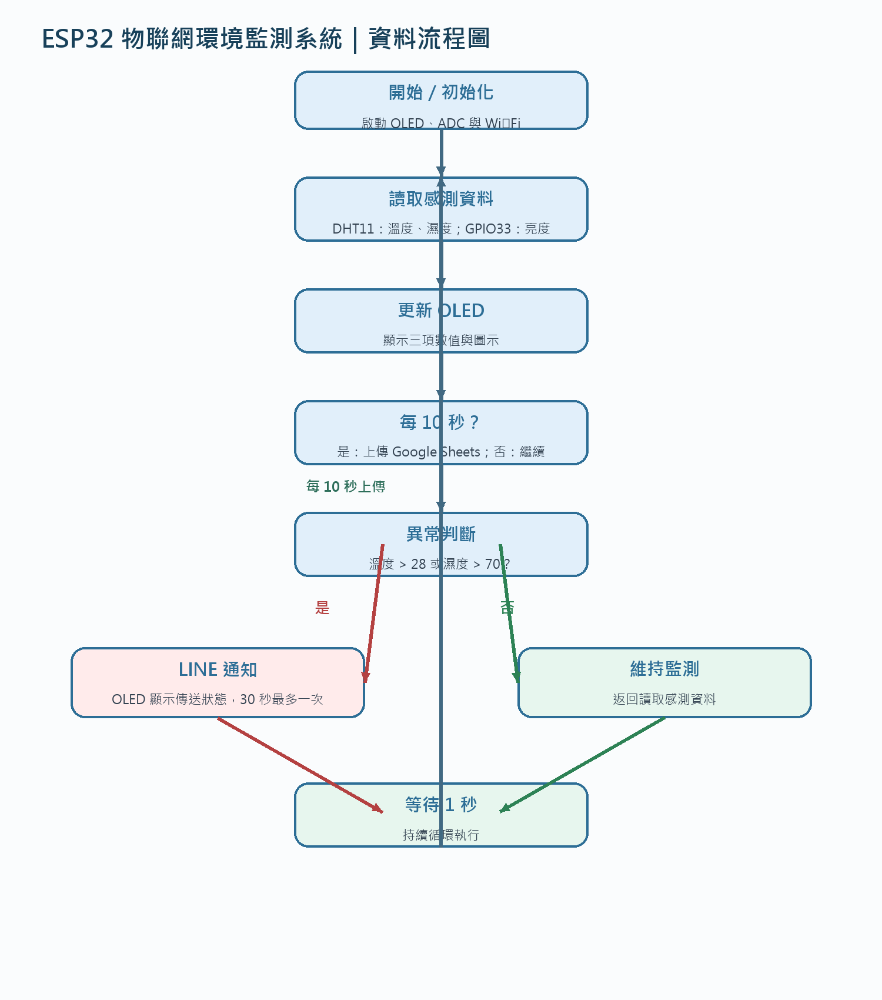 ESP32 物聯網環境監測系統 | 資料流程圖
開始 / 初始化
啟動 OLED、ADC 與 Wi□Fi
讀取感測資料
DHT11：溫度、濕度；GPIO33：亮度
更新 OLED
顯示三項數值與圖示
每 10 秒？
是：上傳 Google Sheets；否：繼續
每 10 秒上傳
異常判斷
溫度 > 28 或濕度 > 70？
是
否
LINE 通知
OLED 顯示傳送狀態，30 秒最多一次
維持監測
返回讀取感測資料
等待 1 秒
持續循環執行